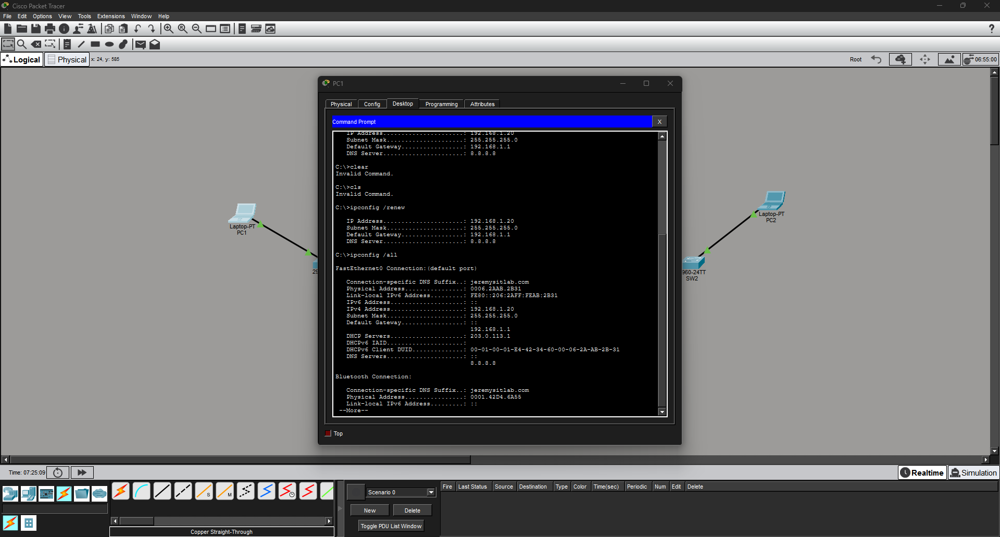 Cisco Packet Tracer
File Edit Options View Tools Extensions Window Help
Logical Physical x: 24, y: 585 Root 06:55:00
PC1
Physical Config Desktop Programming Attributes
Command Prompt X
IP Address......................: 192.168.1.20
Subnet Mask.....................: 255.255.255.0
Default Gateway.................: 192.168.1.1
DNS Server......................: 8.8.8.8
C:\>clear
Invalid Command.
C:\>cls
Invalid Command.
C:\>ipconfig /renew
IP Address......................: 192.168.1.20
Subnet Mask.....................: 255.255.255.0
Default Gateway.................: 192.168.1.1
DNS Server......................: 8.8.8.8
C:\>ipconfig /all
FastEthernet0 Connection:(default port)
Connection-specific DNS Suffix..: jeremysitlab.com
Physical Address................: 0006.2AAB.2B31
Link-local IPv6 Address.........: FE80::206:2AFF:FEAB:2B31
IPv6 Address....................: ::
IPv4 Address....................: 192.168.1.20
Subnet Mask.....................: 255.255.255.0
Default Gateway.................: ::
192.168.1.1
DHCP Servers....................: 203.0.113.1
DHCPv6 IAID.....................:
DHCPv6 Client DUID..............: 00-01-00-01-E4-42-34-60-00-06-2A-AB-2B-31
DNS Servers.....................: ::
8.8.8.8
Bluetooth Connection:
Connection-specific DNS Suffix..: jeremysitlab.com
Physical Address................: 0001.42D4.6A55
Link-local IPv6 Address.........: ::
--More--
Top
Laptop-PT
PC1
29
Laptop-PT
PC2
960-24TT
SW2
Time: 07:25:09 Realtime Simulation
Scenario 0
New Delete
Toggle PDU List Window
Fire Last Status Source Destination Type Color Time(sec) Periodic Num Edit Delete
S M
Copper Straight-Through